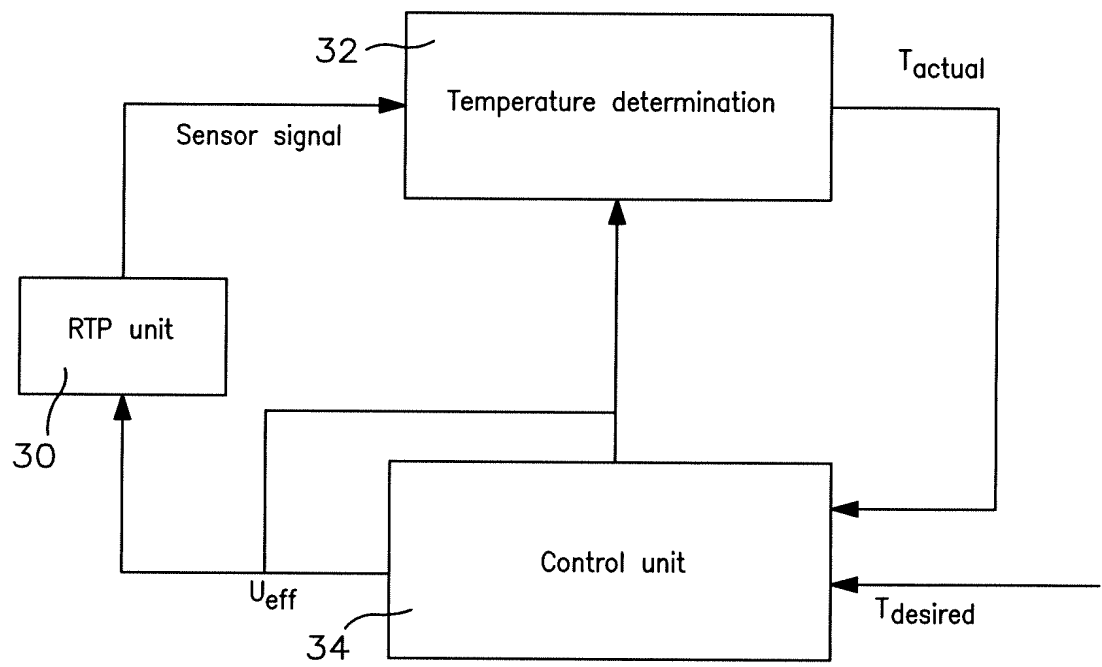 32
Temperature determination
T_actual
Sensor signal
RTP unit
30
Control unit
U_eff
T_desired
34